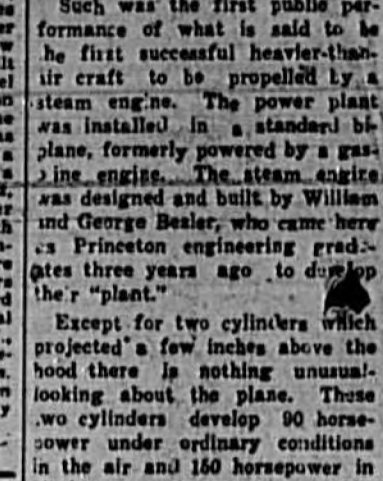 Such was the first public per-
formance of what is said to be
he first successful heavier-than-
air craft to be propelled by a
steam engine. The power plant
was installed in a standard bi-
plane, formerly powered by a gas-
ine engine. The steam engine
was designed and built by William
and George Besler, who came here
as Princeton engineering gradu-
ates three years ago to develop
their "plant."
Except for two cylinders which
projected a few inches above the
hood there is nothing unusual-
looking about the plane. These
two cylinders develop 90 horse-
power under ordinary conditions
in the air and 150 horsepower in